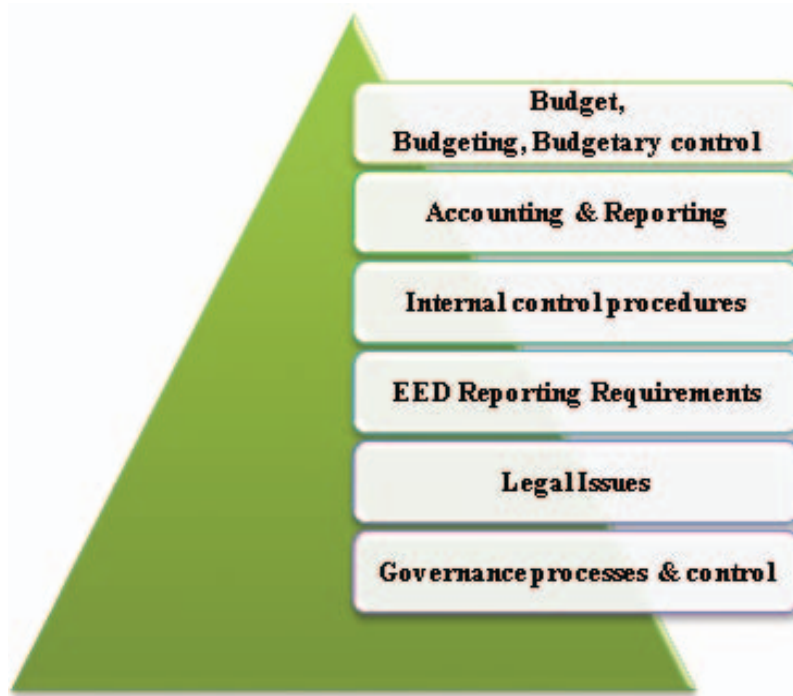 Budget,
Budgeting, Budgetary control
Accounting & Reporting
Internal control procedures
EED Reporting Requirements
Legal Issues
Governance processes & control